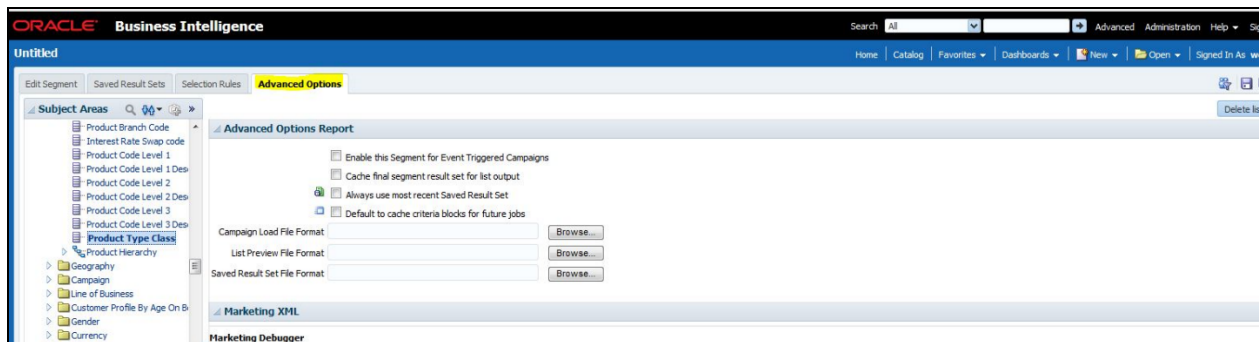 ORACLE Business Intelligence Search All Advanced Administration Help
Untitled Home Catalog Favorites Dashboards New Open Signed In As
Edit Segment Saved Result Sets Selection Rules Advanced Options
Subject Areas
Product Branch Code
Interest Rate Swap code
Product Code Level 1
Product Code Level 1 Des
Product Code Level 2
Product Code Level 2 Des
Product Code Level 3
Product Code Level 3 Des
Product Type Class
Product Hierarchy
Geography
Campaign
Line of Business
Customer Profile By Age On B
Gender
Currency
Delete lis
Advanced Options Report
Enable this Segment for Event Triggered Campaigns
Cache final segment result set for list output
Always use most recent Saved Result Set
Default to cache criteria blocks for future jobs
Campaign Load File Format Browse...
List Preview File Format Browse...
Saved Result Set File Format Browse...
Marketing XML
Marketing Debugger